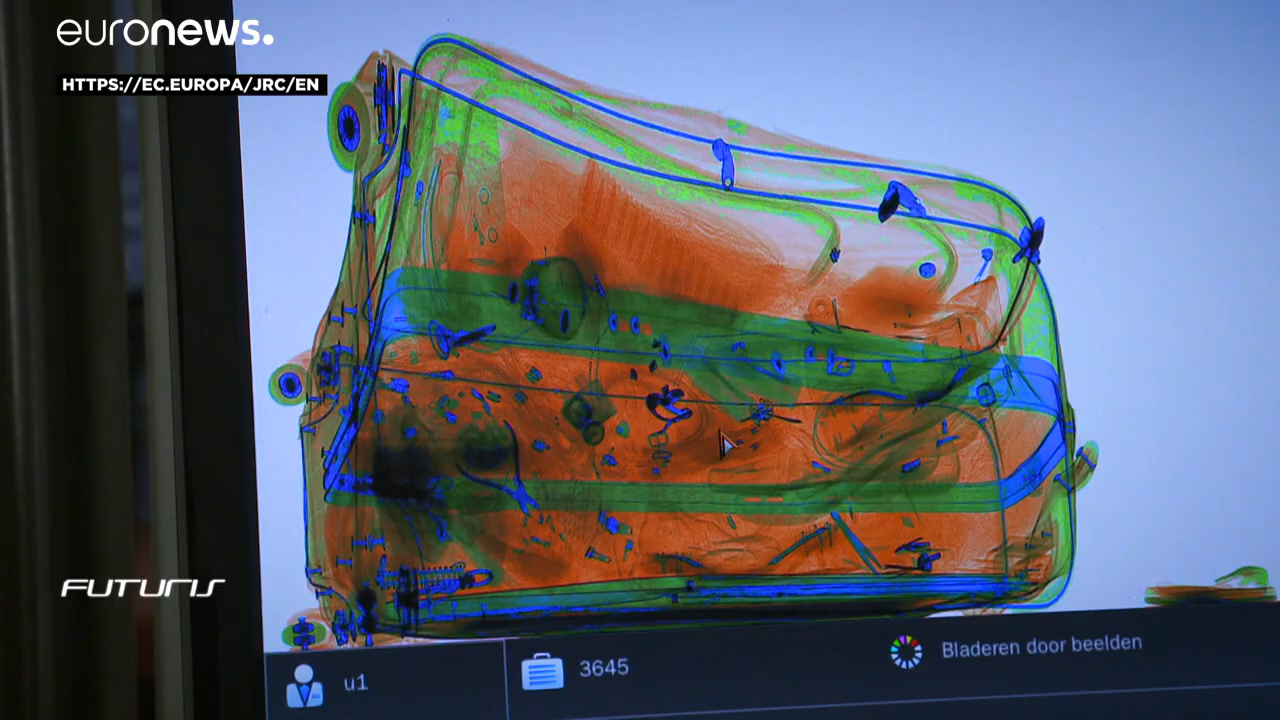 euronews.
HTTPS://EC.EUROPA/JRC/EN
FUTURIS
u1
3645
Bladeren door beelden